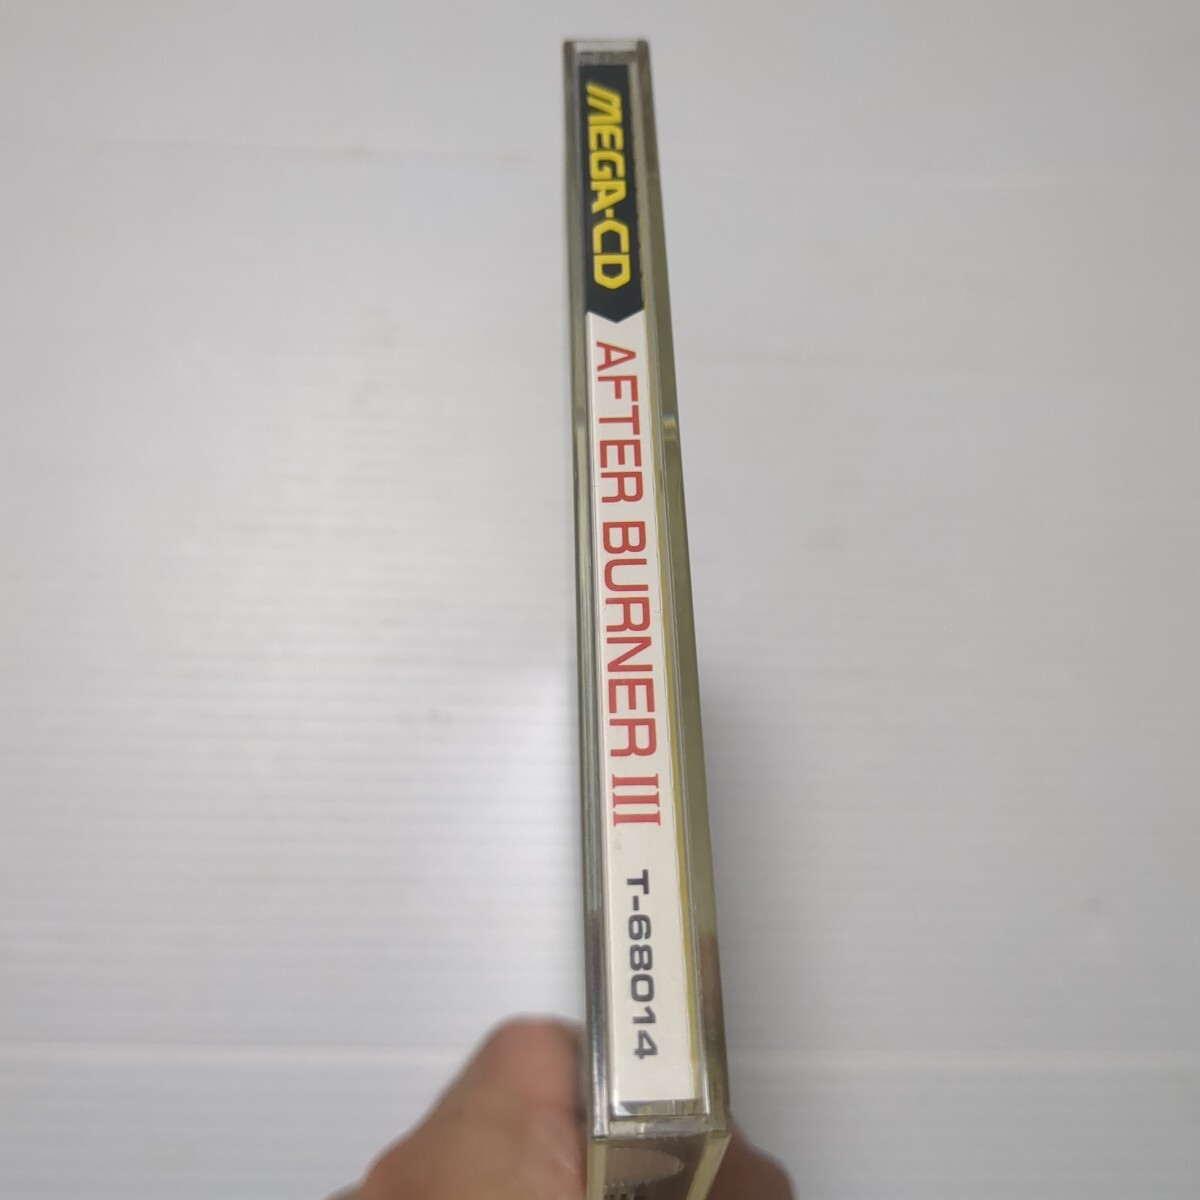 MEGA-CD
AFTER BURNER III
T-68014